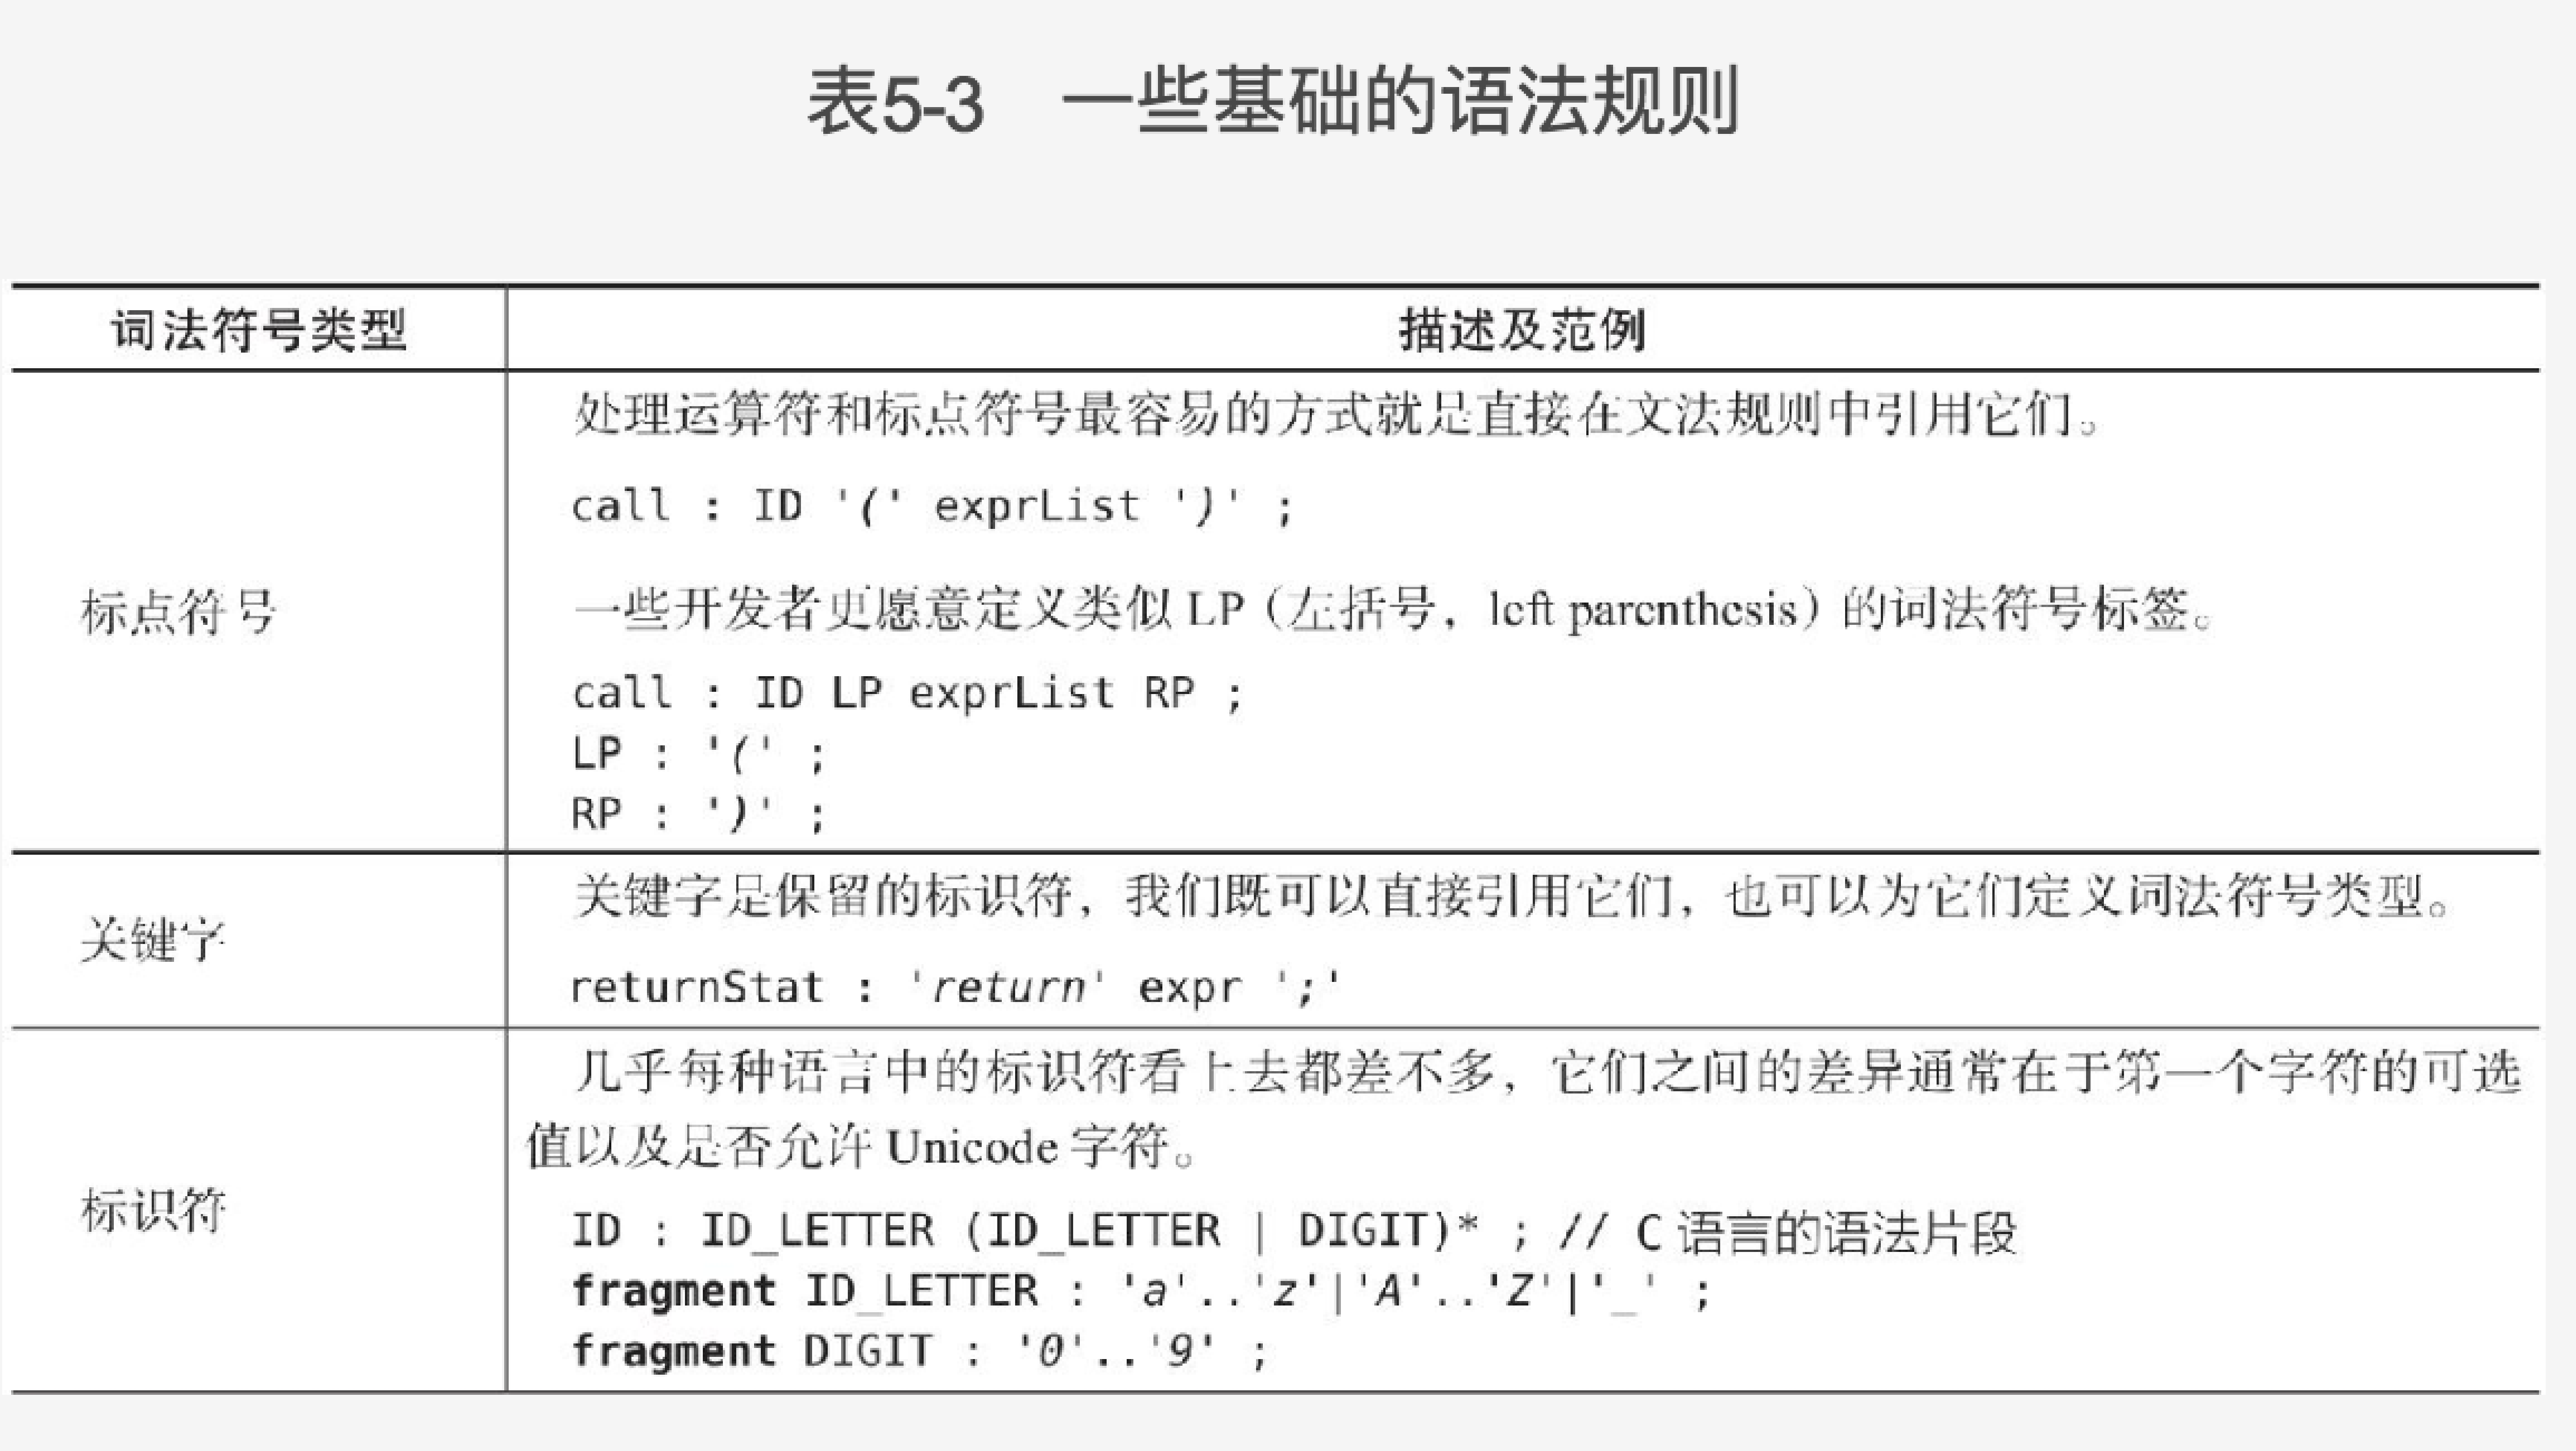 表5-3 一些基础的语法规则
词法符号类型 描述及范例
标点符号
处理运算符和标点符号最容易的方式就是直接在文法规则中引用它们。
call : ID '(' exprList ')' ;
一些开发者更愿意定义类似 LP（左括号，left parenthesis）的词法符号标签。
call : ID LP exprList RP ;
LP : '(' ;
RP : ')' ;
关键字
关键字是保留的标识符，我们既可以直接引用它们，也可以为它们定义词法符号类型。
returnStat : 'return' expr ';'
标识符
几乎每种语言中的标识符看上去都差不多，它们之间的差异通常在于第一个字符的可选
值以及是否允许 Unicode 字符。
ID : ID_LETTER (ID_LETTER | DIGIT)* ; // C 语言的语法片段
fragment ID_LETTER : 'a'..'z'|'A'..'Z'|'_' ;
fragment DIGIT : '0'..'9' ;